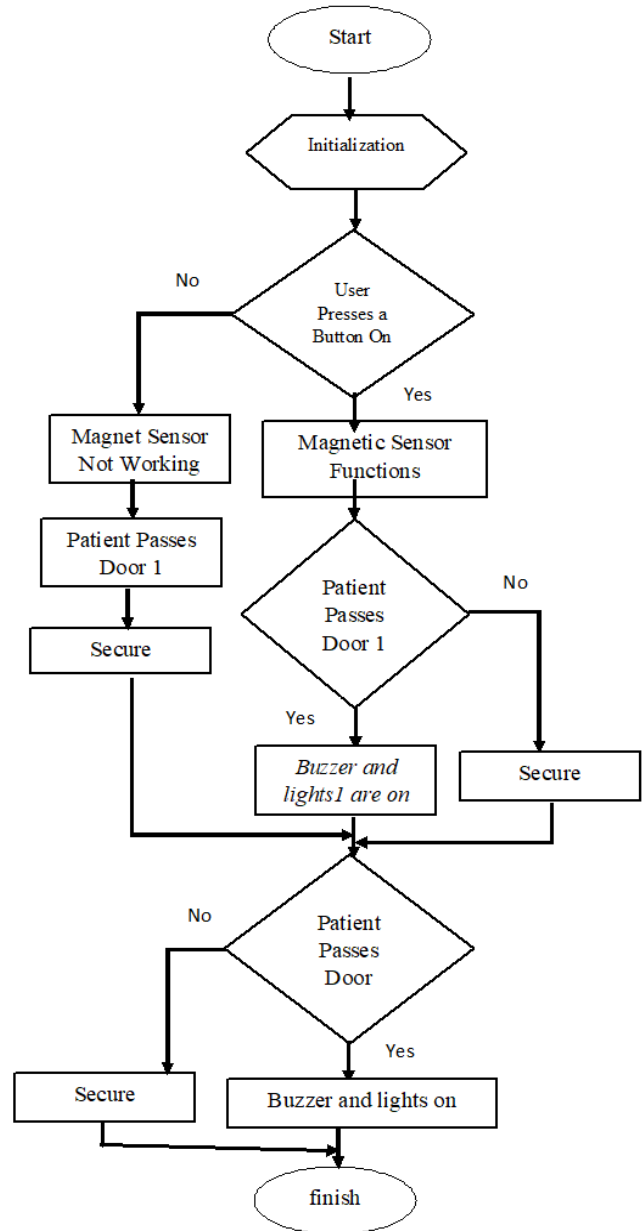 Start
Initialization
No
User
Presses a
Button On
Yes
Magnet Sensor
Not Working
Magnetic Sensor
Functions
Patient Passes
Door 1
Patient
Passes
Door 1
No
Secure
Yes
Buzzer and
lights1 are on
Secure
No
Patient
Passes
Door
Yes
Secure
Buzzer and lights on
finish